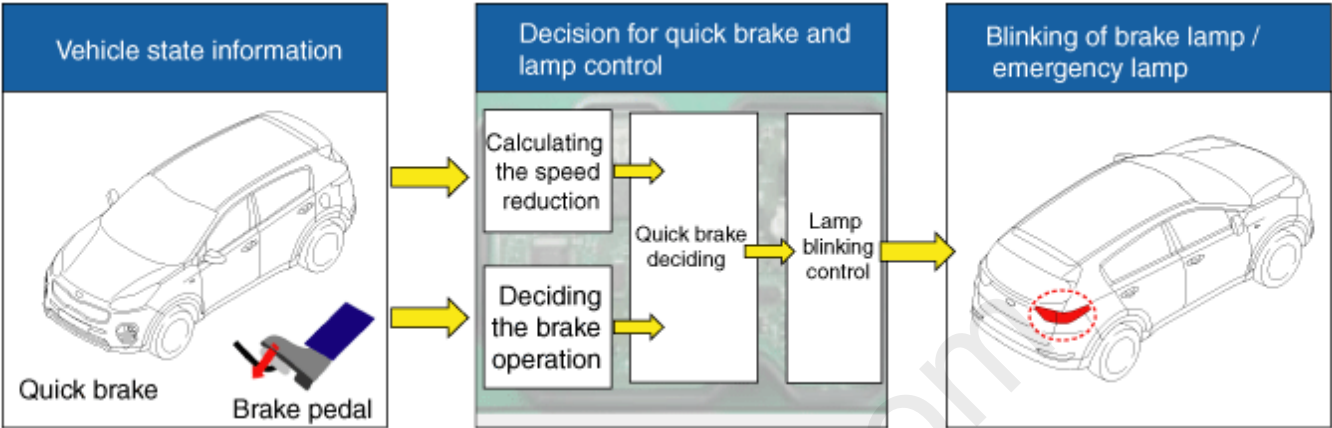 Vehicle state information
Quick brake
Brake pedal
Decision for quick brake and
lamp control
Calculating
the speed
reduction
Deciding
the brake
operation
Quick brake
deciding
Lamp
blinking
control
Blinking of brake lamp /
emergency lamp